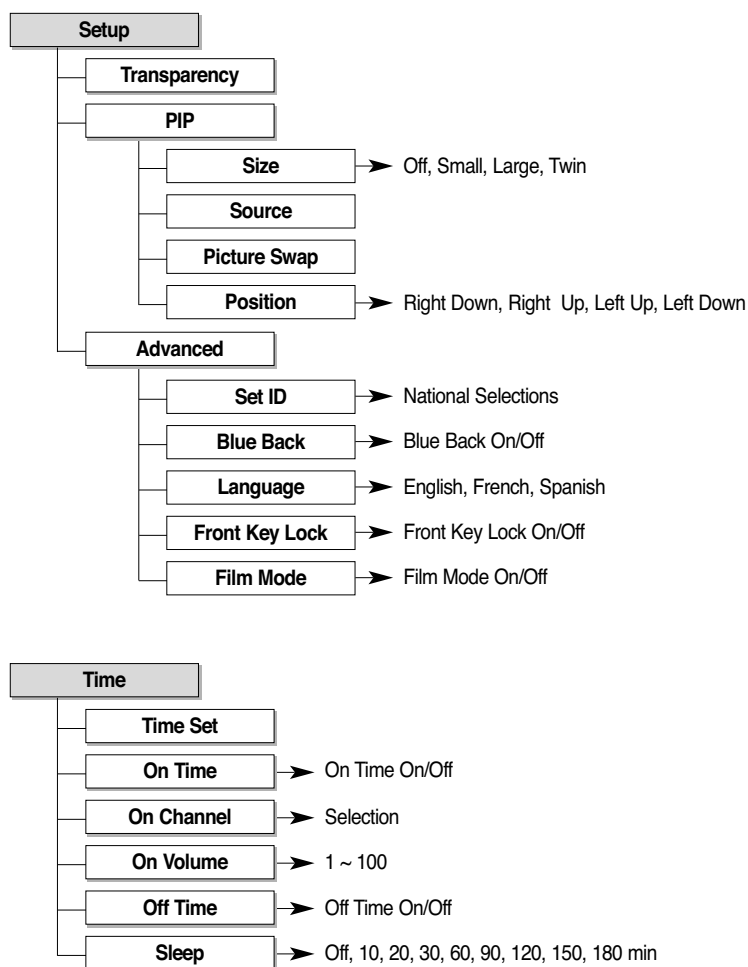 Setup
Transparency
PIP
Size Off, Small, Large, Twin
Source
Picture Swap
Position Right Down, Right Up, Left Up, Left Down
Advanced
Set ID National Selections
Blue Back Blue Back On/Off
Language English, French, Spanish
Front Key Lock Front Key Lock On/Off
Film Mode Film Mode On/Off
Time
Time Set
On Time On Time On/Off
On Channel Selection
On Volume 1 ~ 100
Off Time Off Time On/Off
Sleep Off, 10, 20, 30, 60, 90, 120, 150, 180 min